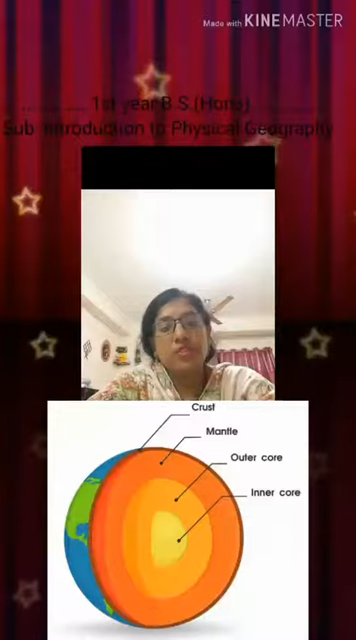 Made with KINEMASTER
1st year B.S.(Hons)
Sub Introduction to Physical Geography
Crust
Mantle
Outer core
Inner core